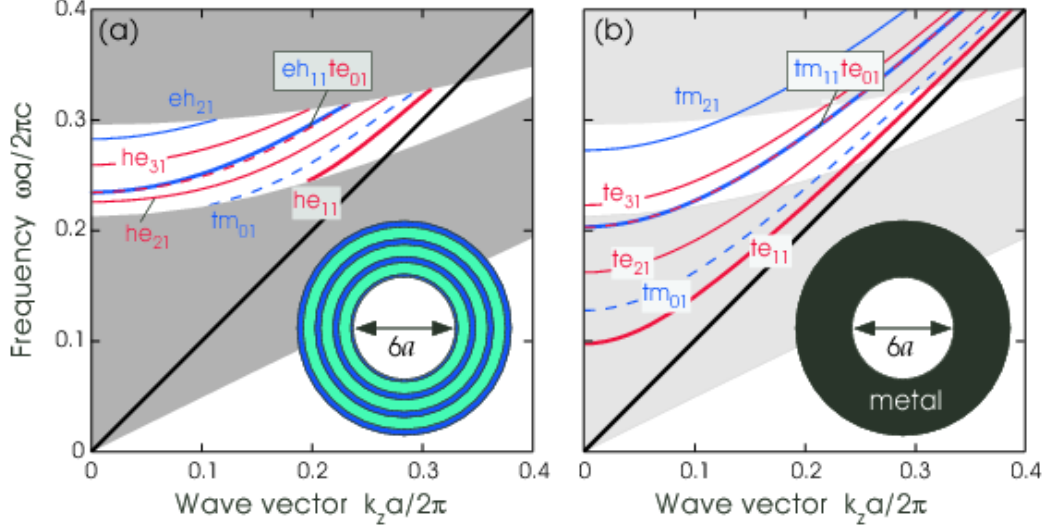 (a)
0.4
0.3
0.2
0.1
0
Frequency ωa/2πc
eh₂₁
eh₁₁te₀₁
he₃₁
he₂₁
tm₀₁
he₁₁
6a
0
0.1
0.2
0.3
0.4
Wave vector k_z a/2π
(b)
tm₂₁
tm₁₁te₀₁
te₃₁
te₂₁
te₁₁
tm₀₁
6a
metal
0
0.1
0.2
0.3
0.4
Wave vector k_z a/2π